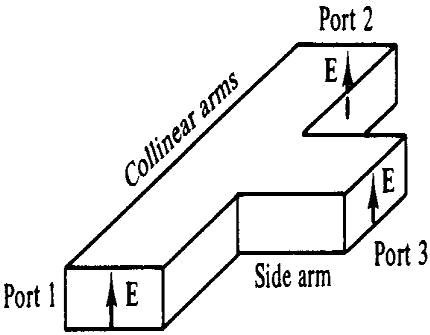 Port 2
E
Collinear arms
E
Port 3
Side arm
Port 1
E